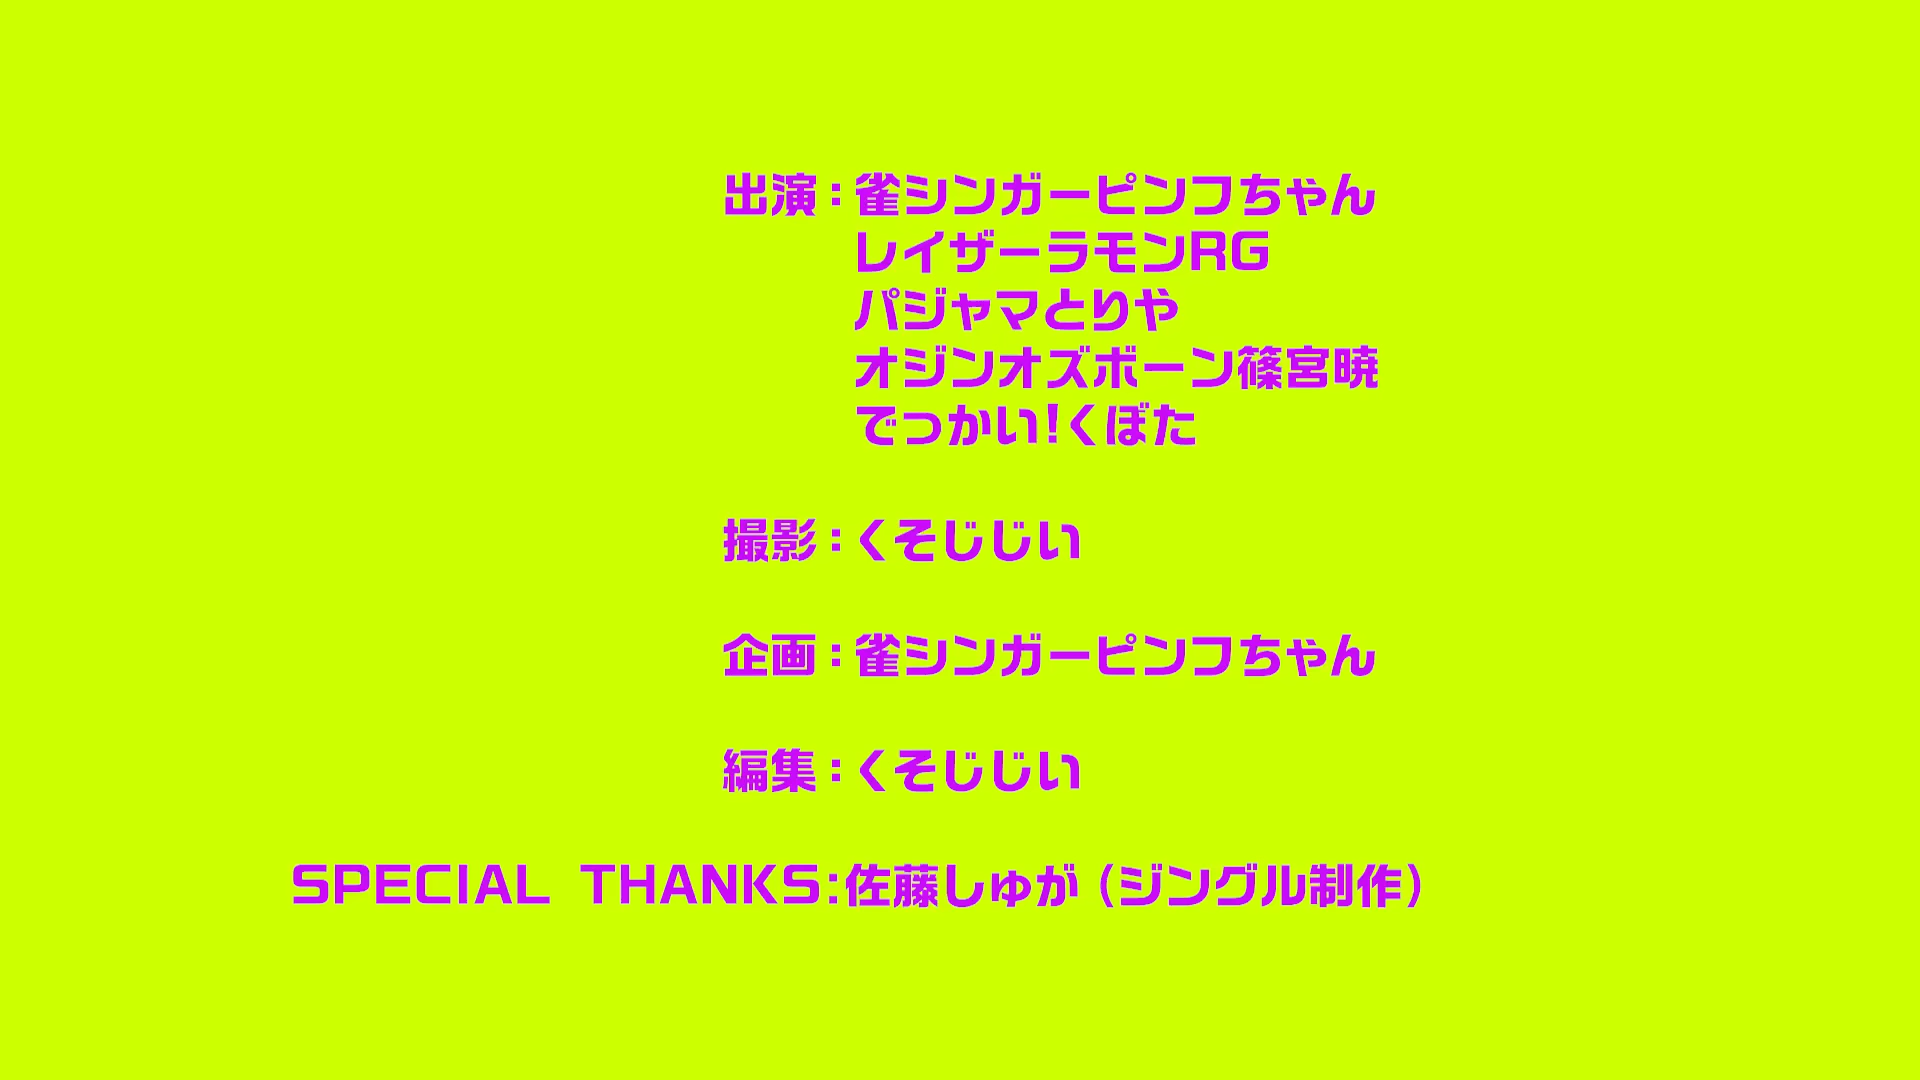 出演：雀シンガーピンフちゃん
レイザーラモンRG
パジャマとりや
オジンオズボーン篠宮暁
でっかい！くぼた
撮影：くそじじい
企画：雀シンガーピンフちゃん
編集：くそじじい
SPECIAL THANKS:佐藤しゅが（ジングル制作）